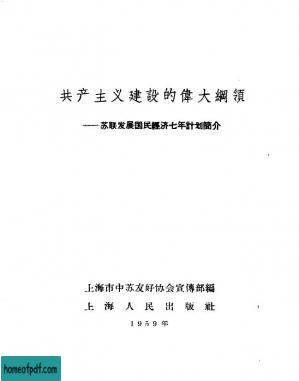 共产主义建設的偉大綱領
——苏联发展国民經济七年計划簡介
上海市中苏友好协会宣傳部編
上海人民出版社
1959年
homeofpdf.com